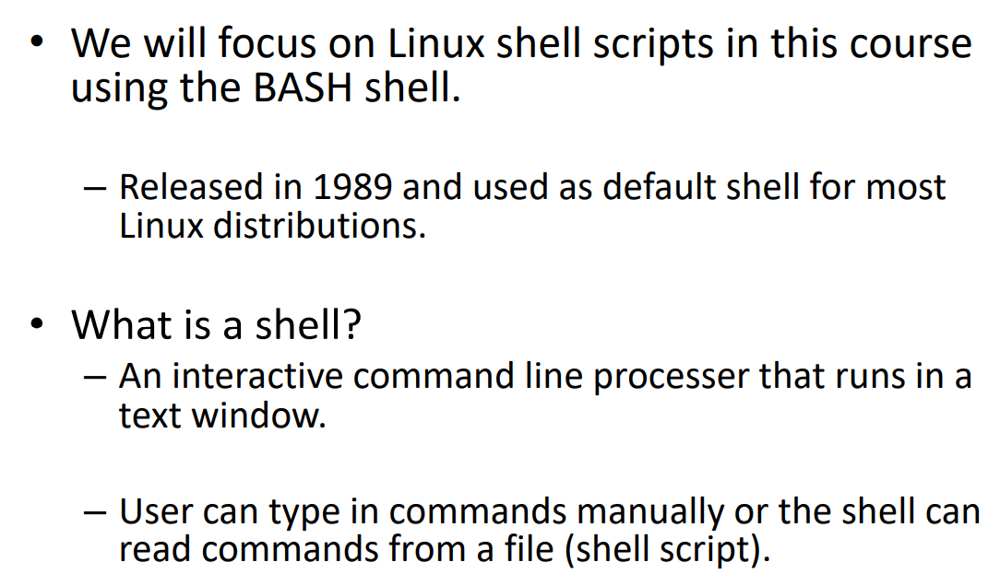 • We will focus on Linux shell scripts in this course
using the BASH shell.
– Released in 1989 and used as default shell for most
Linux distributions.
• What is a shell?
– An interactive command line processer that runs in a
text window.
– User can type in commands manually or the shell can
read commands from a file (shell script).